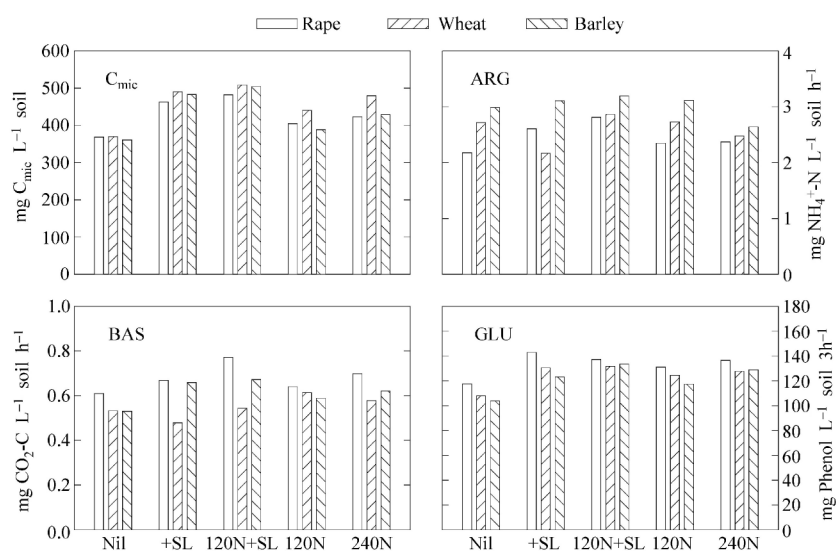 Rape Wheat Barley
600
500
400
300
200
100
0
mg C_mic L⁻¹ soil
C_mic
ARG
4
3
2
1
0
mg NH₄⁺-N L⁻¹ soil h⁻¹
1.0
0.8
0.6
0.4
0.2
0.0
mg CO₂-C L⁻¹ soil h⁻¹
BAS
GLU
180
160
140
120
100
80
60
40
20
0
mg Phenol L⁻¹ soil 3h⁻¹
Nil +SL 120N+SL 120N 240N
Nil +SL 120N+SL 120N 240N